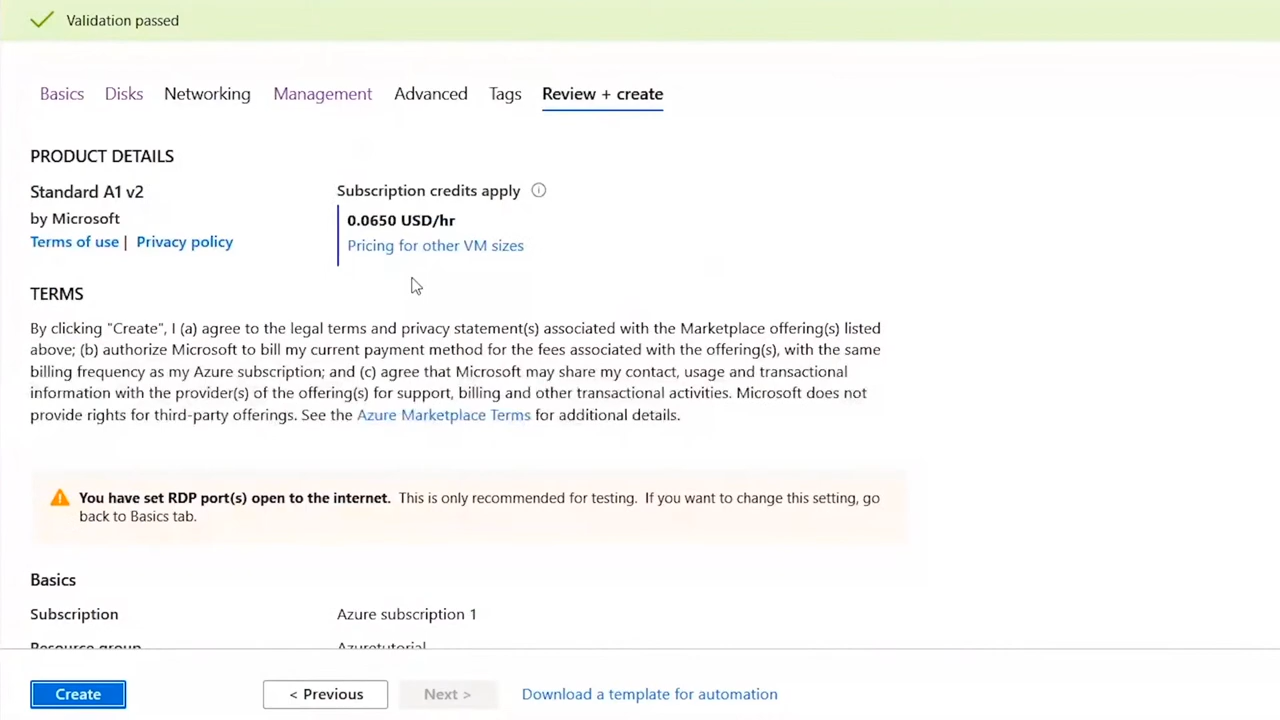 Validation passed
Basics Disks Networking Management Advanced Tags Review + create
PRODUCT DETAILS
Standard A1 v2
by Microsoft
Terms of use | Privacy policy
Subscription credits apply
0.0650 USD/hr
Pricing for other VM sizes
TERMS
By clicking "Create", I (a) agree to the legal terms and privacy statement(s) associated with the Marketplace offering(s) listed
above; (b) authorize Microsoft to bill my current payment method for the fees associated with the offering(s), with the same
billing frequency as my Azure subscription; and (c) agree that Microsoft may share my contact, usage and transactional
information with the provider(s) of the offering(s) for support, billing and other transactional activities. Microsoft does not
provide rights for third-party offerings. See the Azure Marketplace Terms for additional details.
You have set RDP port(s) open to the internet. This is only recommended for testing. If you want to change this setting, go
back to Basics tab.
Basics
Subscription Azure subscription 1
Resource group Azuretutorial
Create < Previous Next > Download a template for automation